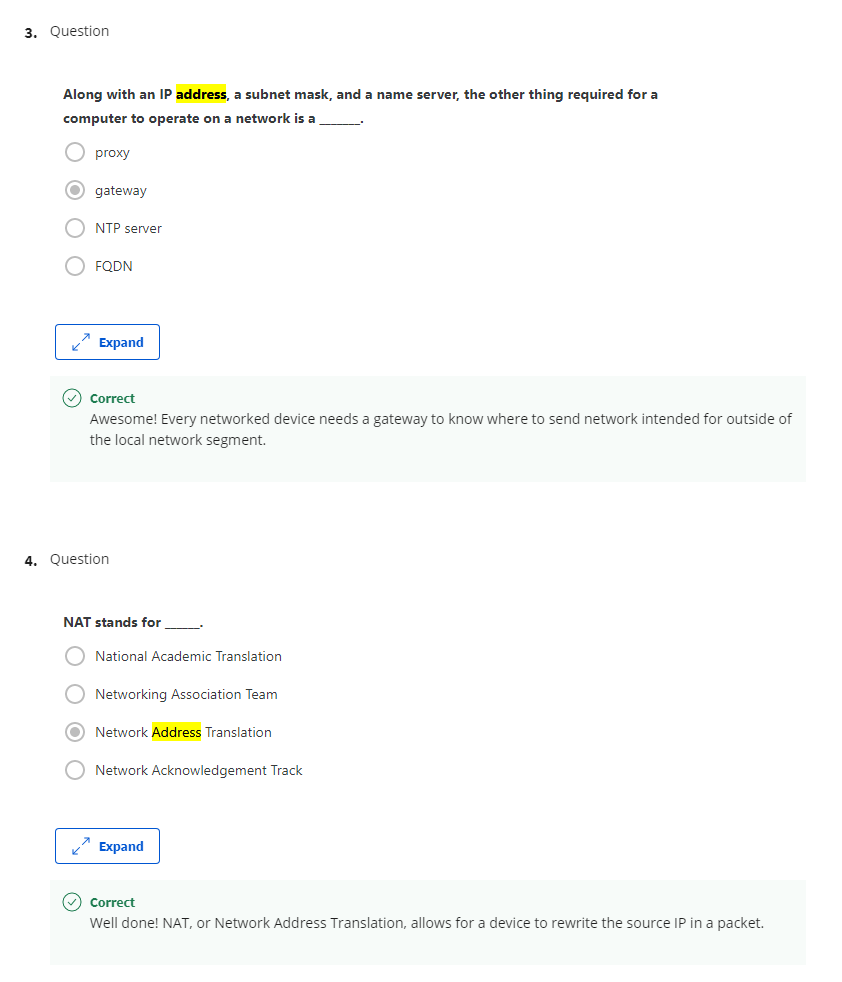 3. Question
Along with an IP address, a subnet mask, and a name server, the other thing required for a
computer to operate on a network is a ______.
proxy
gateway
NTP server
FQDN
Expand
Correct
Awesome! Every networked device needs a gateway to know where to send network intended for outside of
the local network segment.
4. Question
NAT stands for _____.
National Academic Translation
Networking Association Team
Network Address Translation
Network Acknowledgement Track
Expand
Correct
Well done! NAT, or Network Address Translation, allows for a device to rewrite the source IP in a packet.